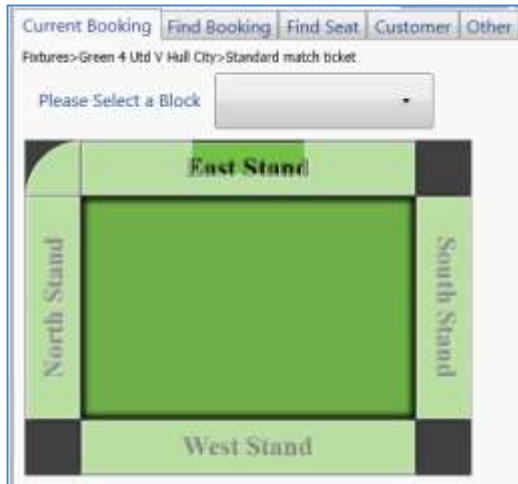 Current Booking Find Booking Find Seat Customer Other
Fixtures>Green 4 Utd V Hull City>Standard match ticket
Please Select a Block
East Stand
North Stand
South Stand
West Stand